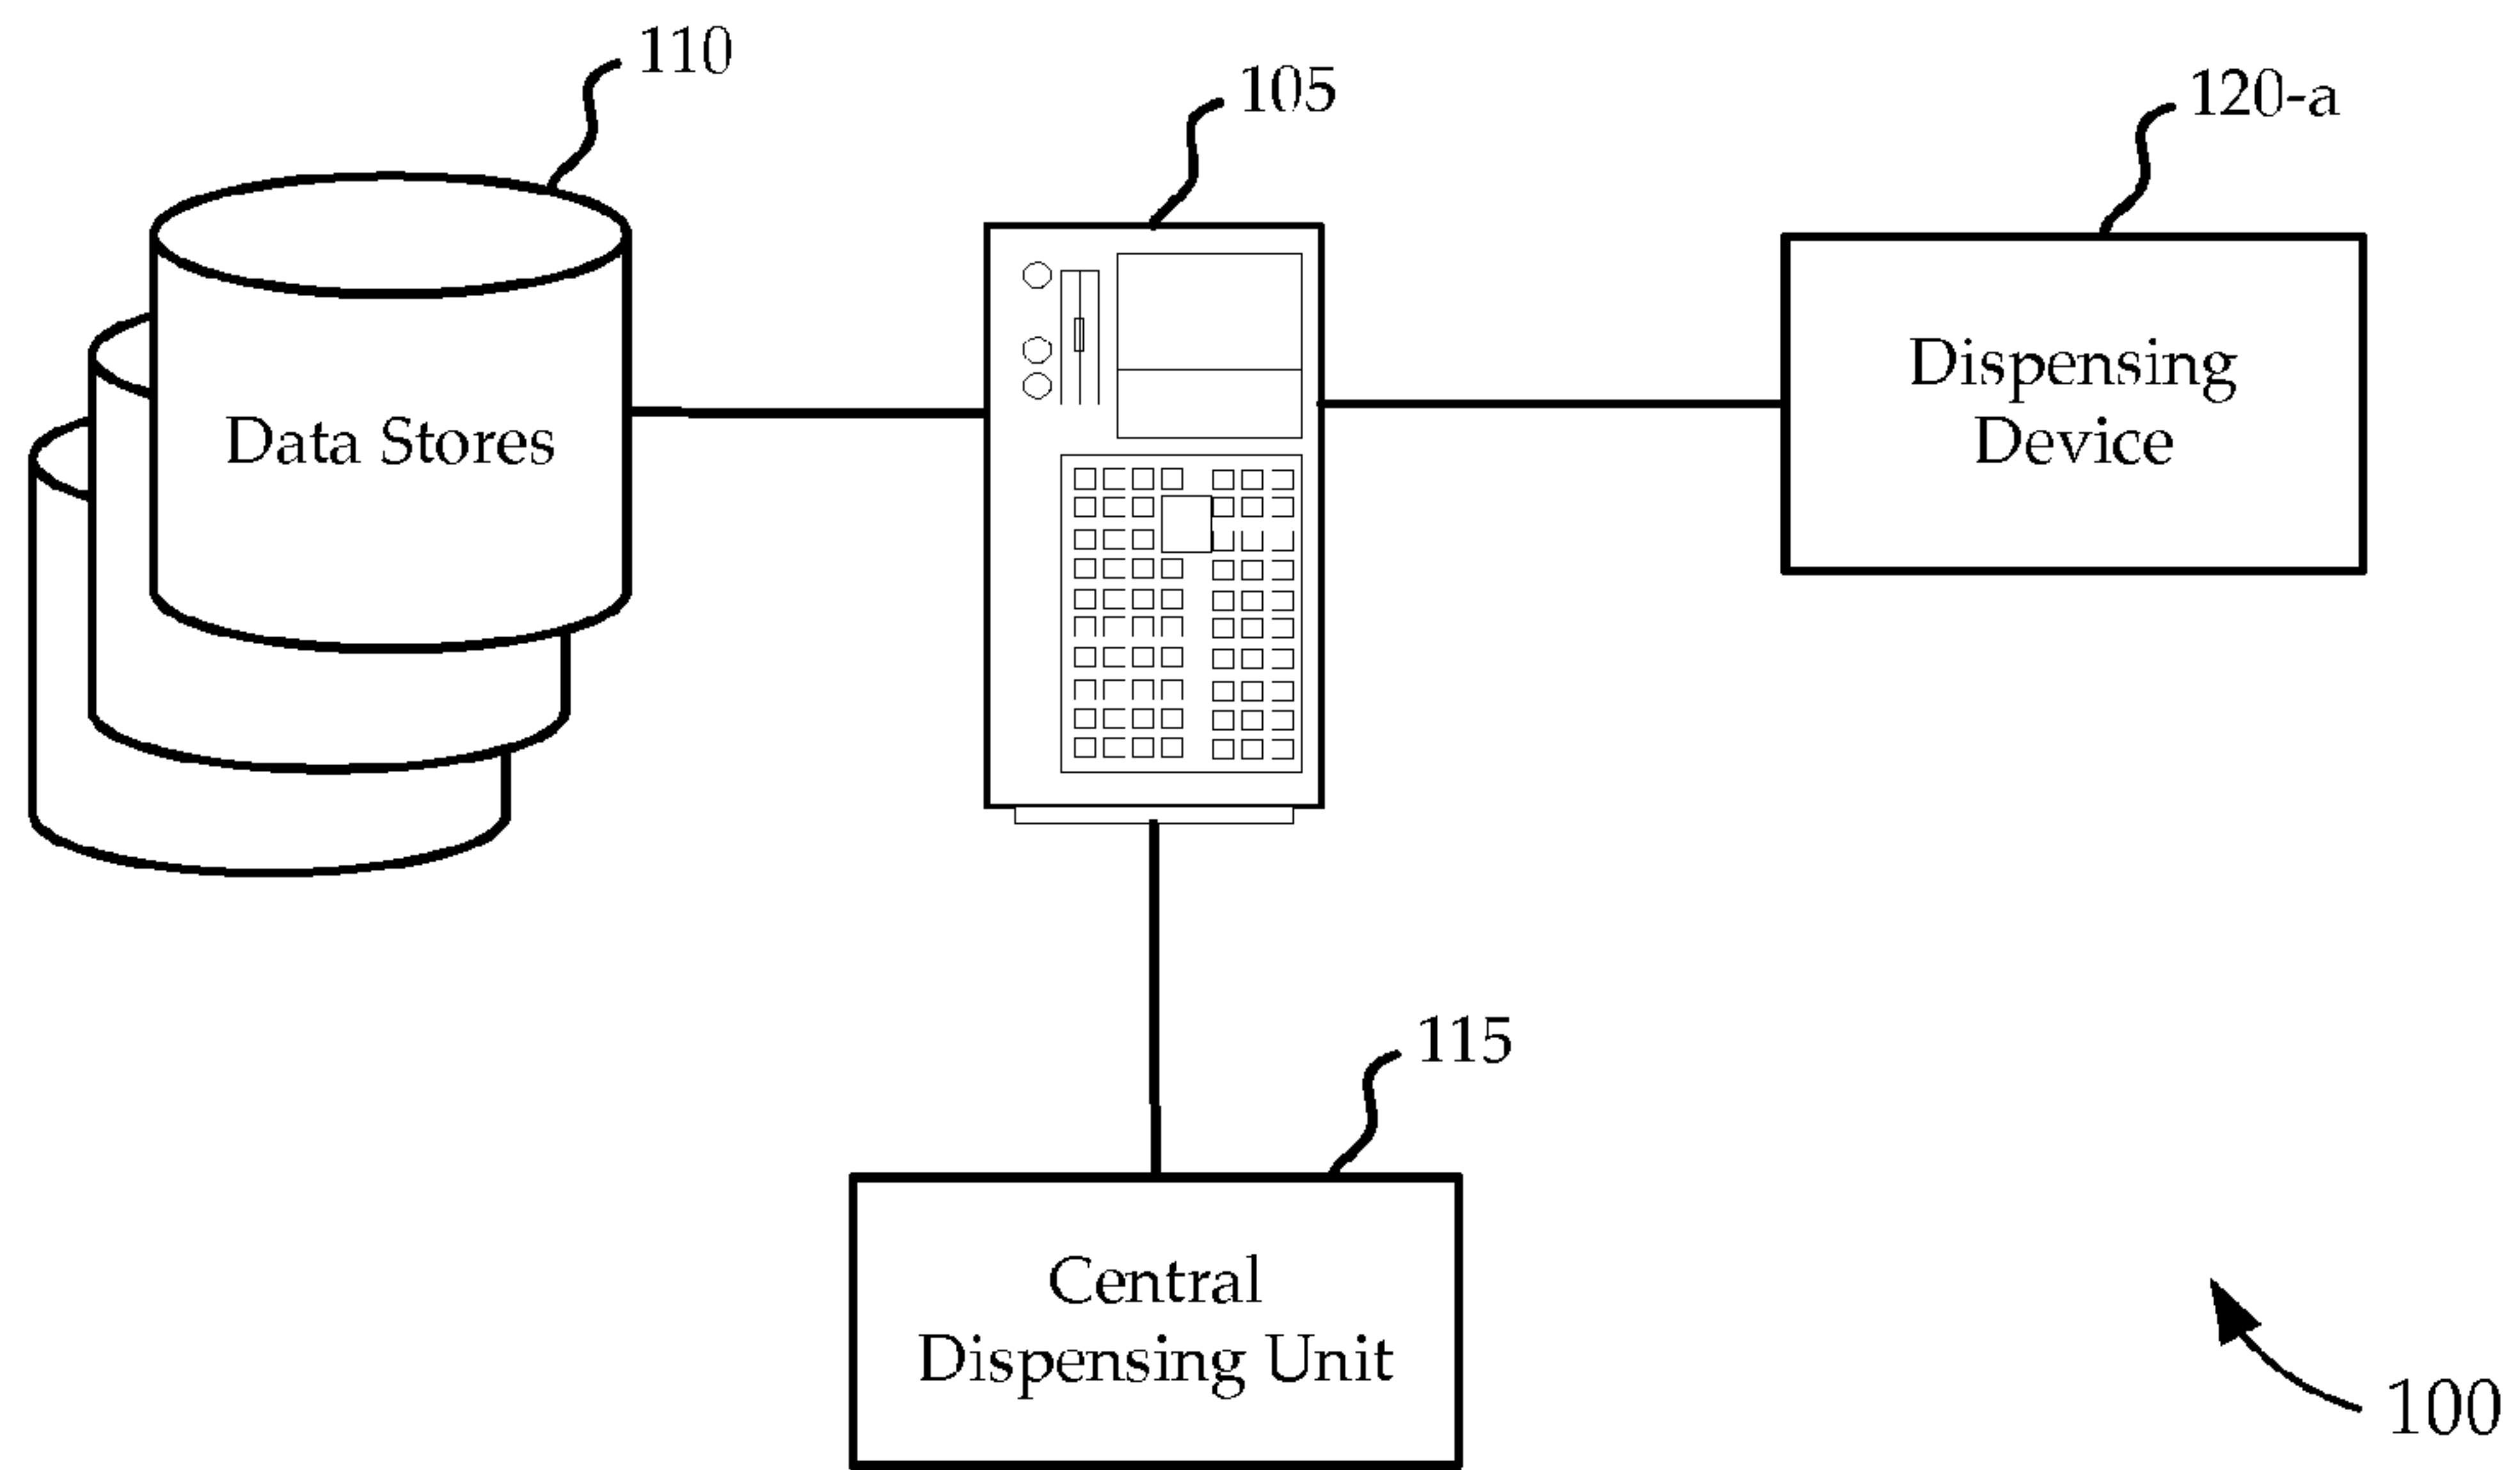 110
105
120-a
Dispensing
Device
Data Stores
115
Central
Dispensing Unit
100